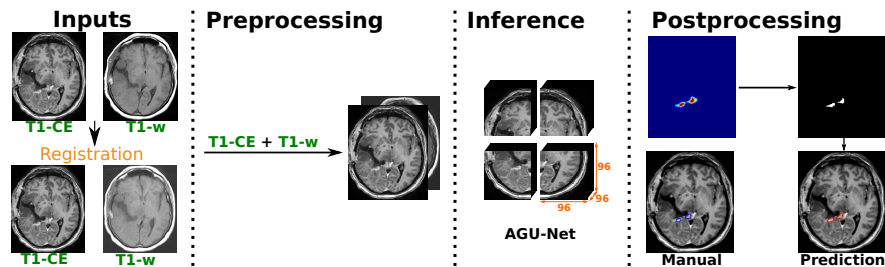 Inputs
Preprocessing
Inference
Postprocessing
T1-CE
T1-w
Registration
T1-CE
T1-w
T1-CE + T1-w
96
96
96
AGU-Net
Manual
Prediction